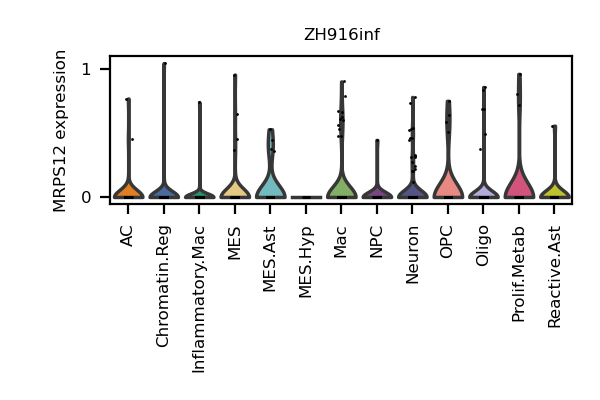 ZH916inf
MRPS12 expression
1
0
AC
Chromatin.Reg
Inflammatory.Mac
MES
MES.Ast
MES.Hyp
Mac
NPC
Neuron
OPC
Oligo
Prolif.Metab
Reactive.Ast